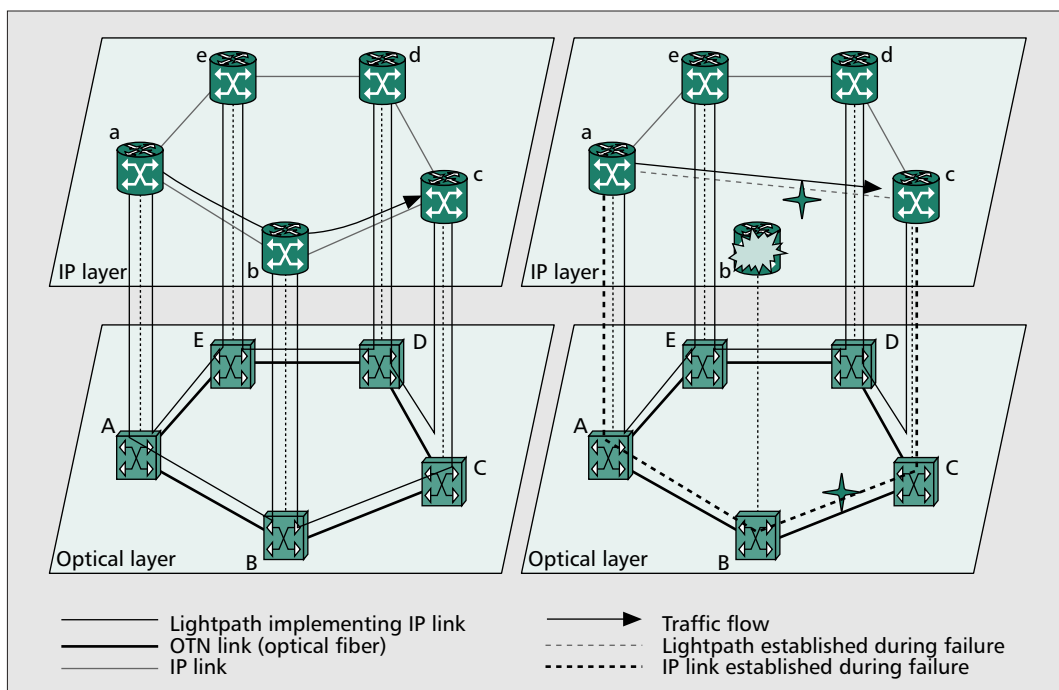 e
d
a
c
b
IP layer
E
D
A
C
B
Optical layer
e
d
a
c
b
IP layer
E
D
A
C
B
Optical layer
Lightpath implementing IP link
OTN link (optical fiber)
IP link
Traffic flow
Lightpath established during failure
IP link established during failure